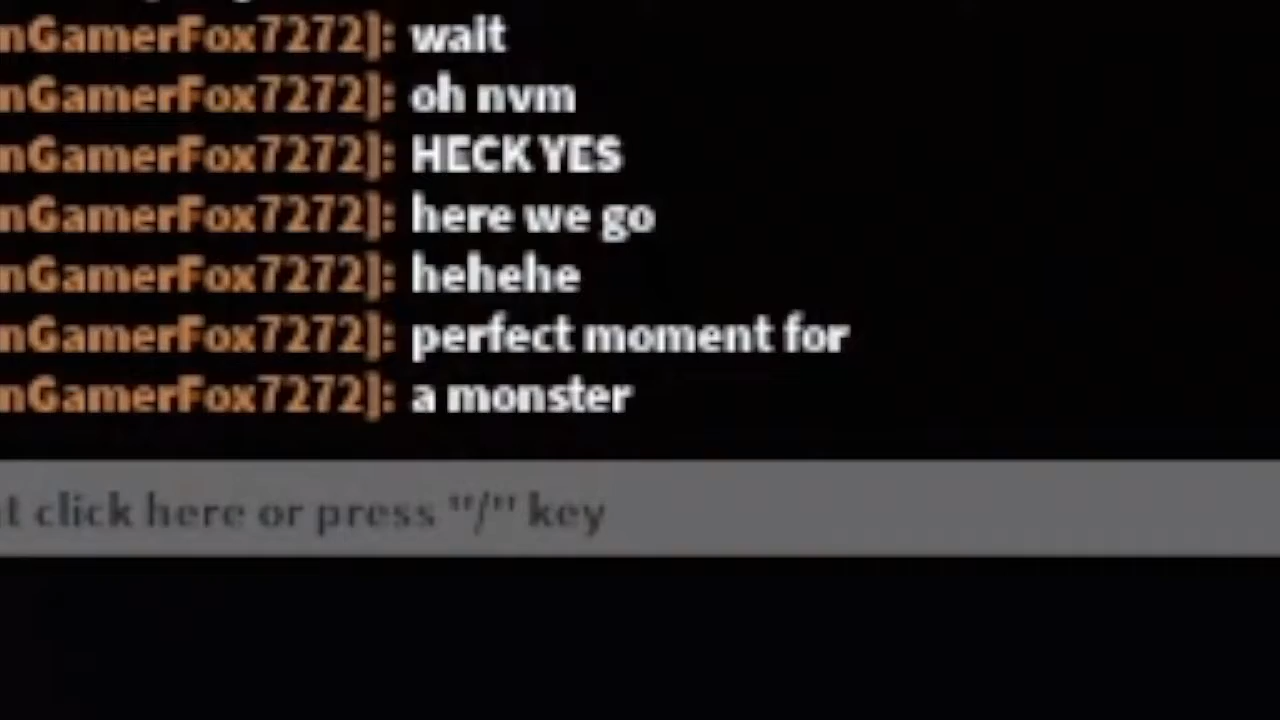 nGamerFox7272]: wait
nGamerFox7272]: oh nvm
nGamerFox7272]: HECK YES
nGamerFox7272]: here we go
nGamerFox7272]: hehehe
nGamerFox7272]: perfect moment for
nGamerFox7272]: a monster
t click here or press "/" key